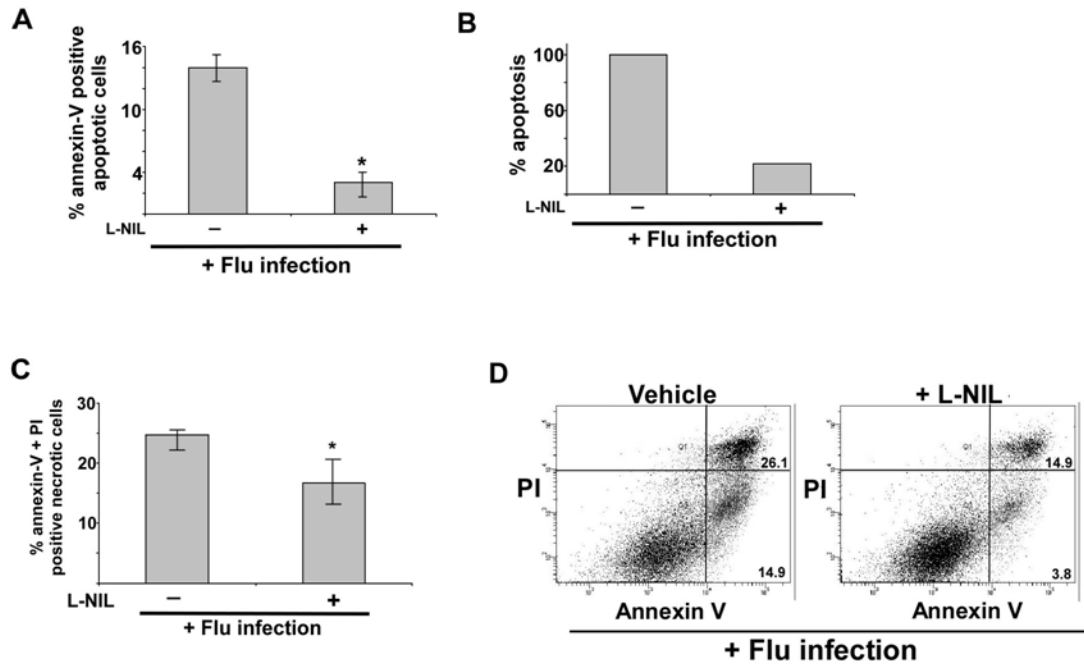 A
% annexin-V positive
apoptotic cells
16
10
4
L-NIL
–
+
*
+ Flu infection
B
% apoptosis
100
60
20
L-NIL
–
+
+ Flu infection
C
% annexin-V + PI
positive necrotic cells
30
20
10
0
L-NIL
–
+
*
+ Flu infection
D
Vehicle
+ L-NIL
PI
26.1
14.9
Annexin V
PI
14.9
3.8
Annexin V
+ Flu infection